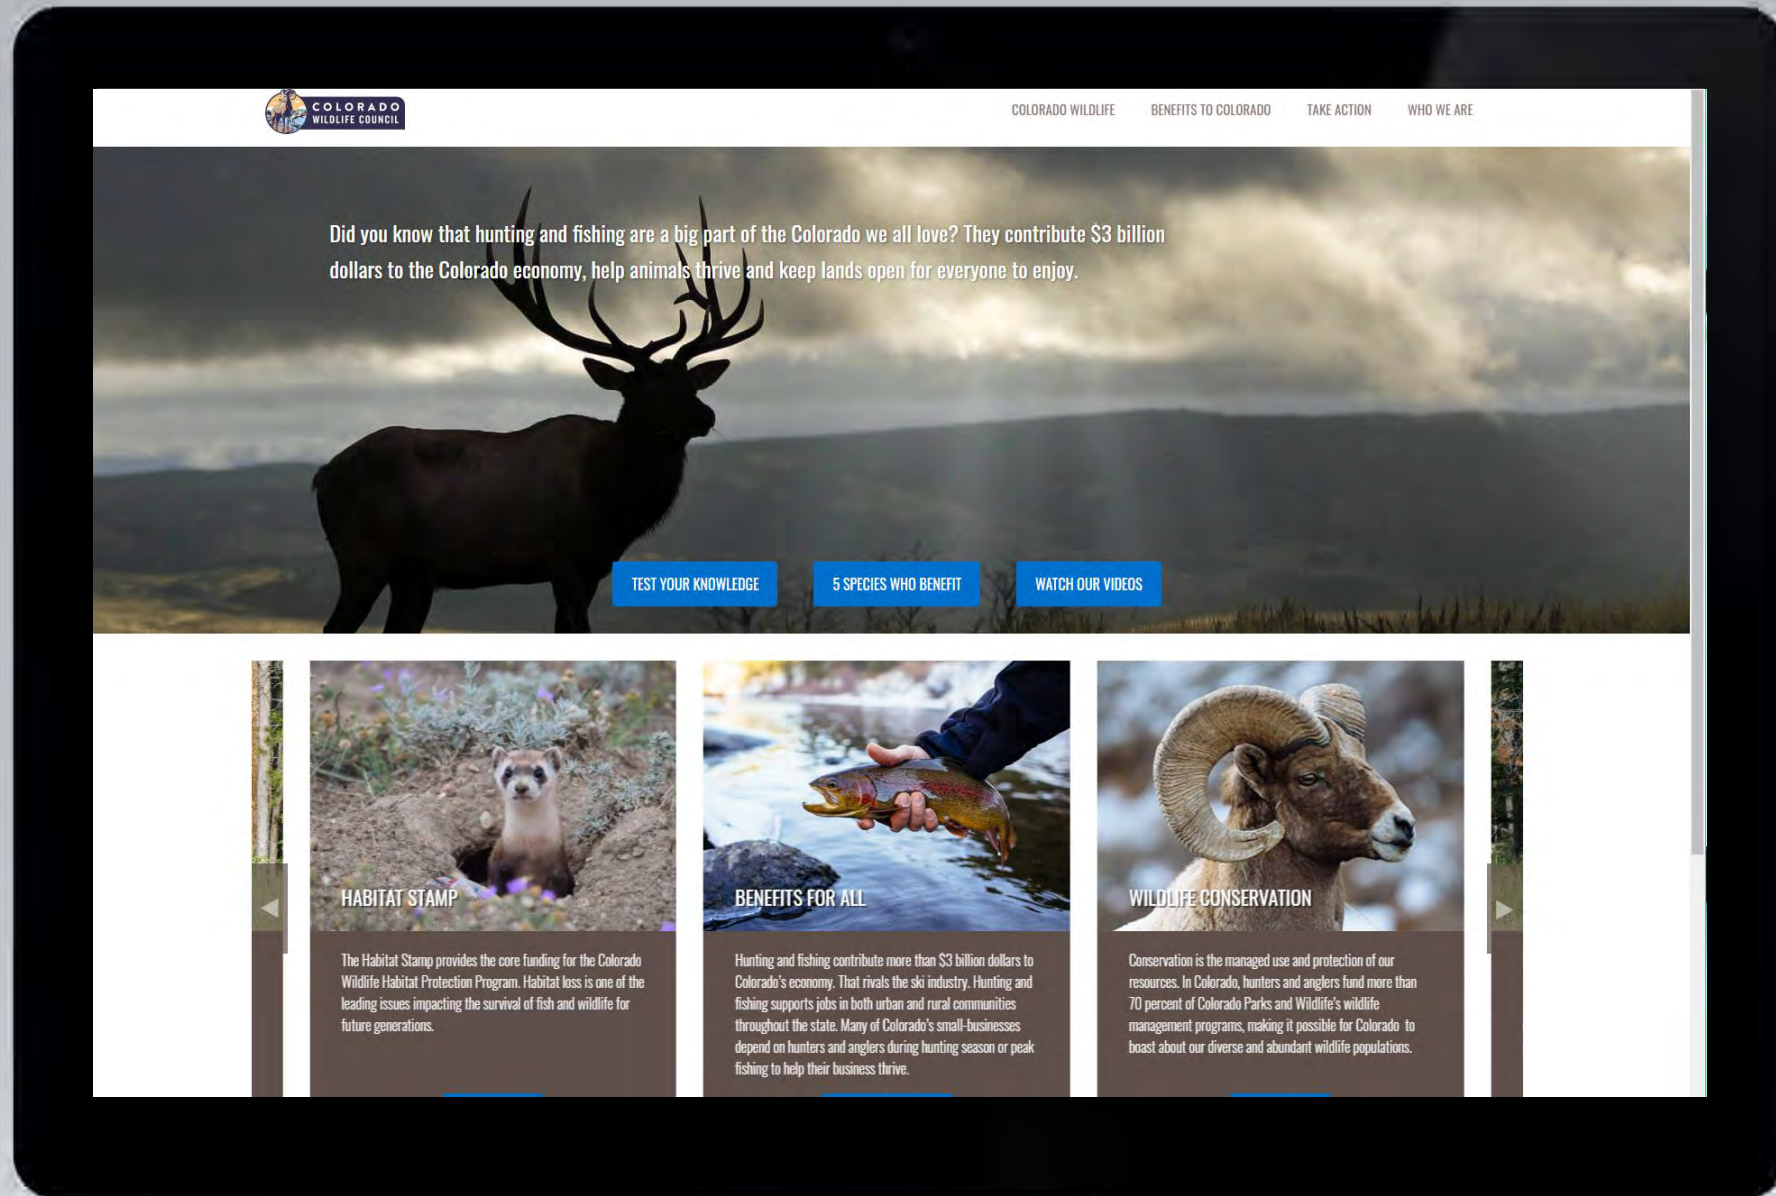 COLORADO
WILDLIFE COUNCIL
COLORADO WILDLIFE
BENEFITS TO COLORADO
TAKE ACTION
WHO WE ARE
Did you know that hunting and fishing are a big part of the Colorado we all love? They contribute $3 billion
dollars to the Colorado economy, help animals thrive and keep lands open for everyone to enjoy.
TEST YOUR KNOWLEDGE
5 SPECIES WHO BENEFIT
WATCH OUR VIDEOS
HABITAT STAMP
The Habitat Stamp provides the core funding for the Colorado
Wildlife Habitat Protection Program. Habitat loss is one of the
leading issues impacting the survival of fish and wildlife for
future generations.
BENEFITS FOR ALL
Hunting and fishing contribute more than $3 billion dollars to
Colorado's economy. That rivals the ski industry. Hunting and
fishing supports jobs in both urban and rural communities
throughout the state. Many of Colorado's small-businesses
depend on hunters and anglers during hunting season or peak
fishing to help their business thrive.
WILDLIFE CONSERVATION
Conservation is the managed use and protection of our
resources. In Colorado, hunters and anglers fund more than
70 percent of Colorado Parks and Wildlife's wildlife
management programs, making it possible for Colorado to
boast about our diverse and abundant wildlife populations.